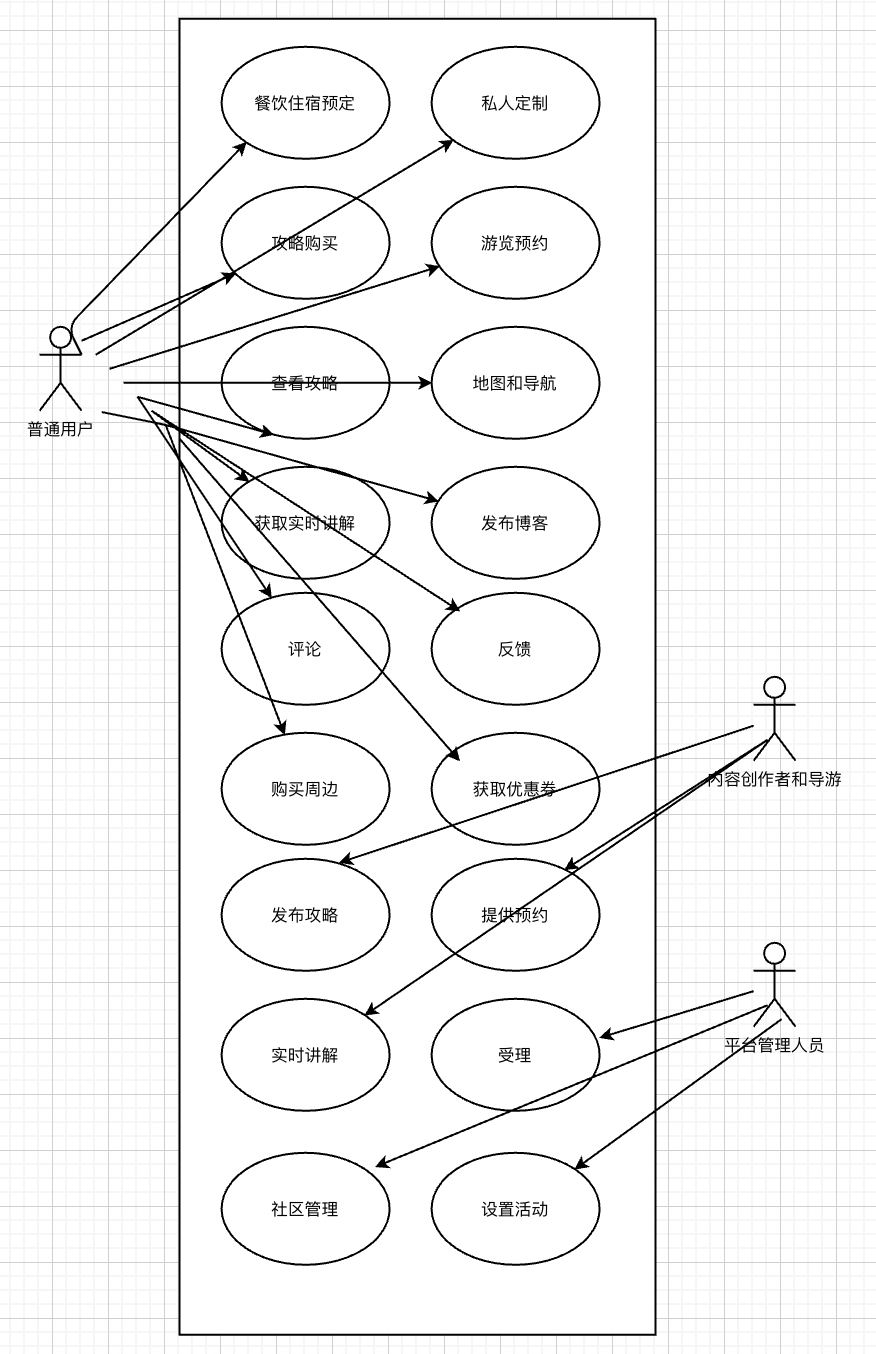 餐饮住宿预定
私人定制
攻略购买
游览预约
查看攻略
地图和导航
普通用户
获取实时讲解
发布博客
评论
反馈
购买周边
获取优惠券
内容创作者和导游
发布攻略
提供预约
实时讲解
受理
平台管理人员
社区管理
设置活动